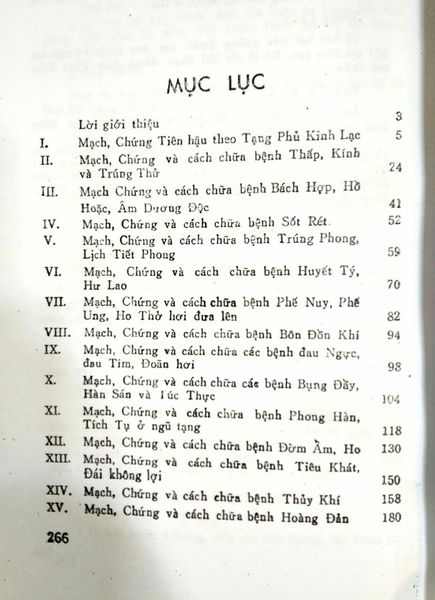 MỤC LỤC
Lời giới thiệu 3
I. Mạch, Chứng Tiên hậu theo Tạng Phủ Kinh Lạc 5
II. Mạch, Chứng và cách chữa bệnh Thấp, Kính
và Trúng Thử 24
III. Mạch Chứng và cách chữa bệnh Bách Hợp, Hồ
Hoặc, Âm Dương Độc 41
IV. Mạch, Chứng và cách chữa bệnh Sốt Rét. 52
V. Mạch, Chứng và cách chữa bệnh Trúng Phong,
Lịch Tiết Phong 59
VI. Mạch, Chứng và cách chữa bệnh Huyết Tý,
Hư Lao 70
VII. Mạch, Chứng và cách chữa bệnh Phế Nuy, Phế
Ung, Ho Thở hơi đưa lên 82
VIII. Mạch, Chứng và cách chữa bệnh Bôn Đồn Khí 94
IX. Mạch, Chứng và cách chữa các bệnh đau Ngực,
đau Tim, Đoãn hơi 98
X. Mạch, Chứng và cách chữa các bệnh Bụng Đầy,
Hàn Sán và Túc Thực 104
XI. Mạch, Chứng và cách chữa bệnh Phong Hàn,
Tích Tụ ở ngũ tạng 118
XII. Mạch, Chứng và cách chữa bệnh Đờm Ẩm, Ho 130
XIII. Mạch, Chứng và cách chữa bệnh Tiêu Khát,
Đái không lợi 150
XIV. Mạch, Chứng và cách chữa bệnh Thủy Khí 158
XV. Mạch, Chứng và cách chữa bệnh Hoàng Đản 180
266